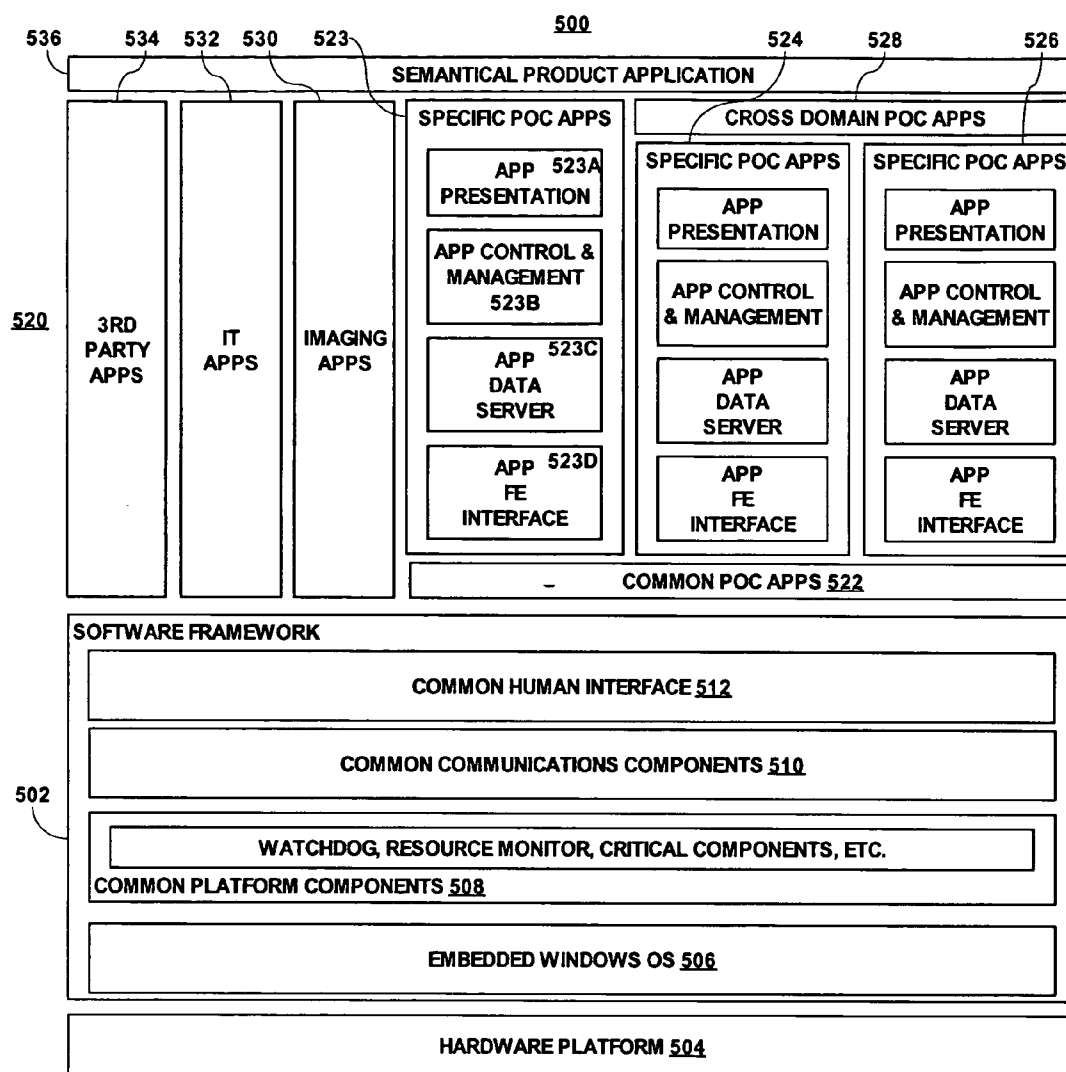 500
536
534
532
530
523
524
528
526
SEMANTICAL PRODUCT APPLICATION
520
3RD
PARTY
APPS
IT
APPS
IMAGING
APPS
SPECIFIC POC APPS
APP 523A
PRESENTATION
APP CONTROL &
MANAGEMENT
523B
523C
APP
DATA
SERVER
APP 523D
FE
INTERFACE
CROSS DOMAIN POC APPS
SPECIFIC POC APPS
APP
PRESENTATION
APP CONTROL
& MANAGEMENT
APP
DATA
SERVER
APP
FE
INTERFACE
SPECIFIC POC APPS
APP
PRESENTATION
APP CONTROL
& MANAGEMENT
APP
DATA
SERVER
APP
FE
INTERFACE
COMMON POC APPS 522
SOFTWARE FRAMEWORK
COMMON HUMAN INTERFACE 512
COMMON COMMUNICATIONS COMPONENTS 510
502
WATCHDOG, RESOURCE MONITOR, CRITICAL COMPONENTS, ETC.
COMMON PLATFORM COMPONENTS 508
EMBEDDED WINDOWS OS 506
HARDWARE PLATFORM 504